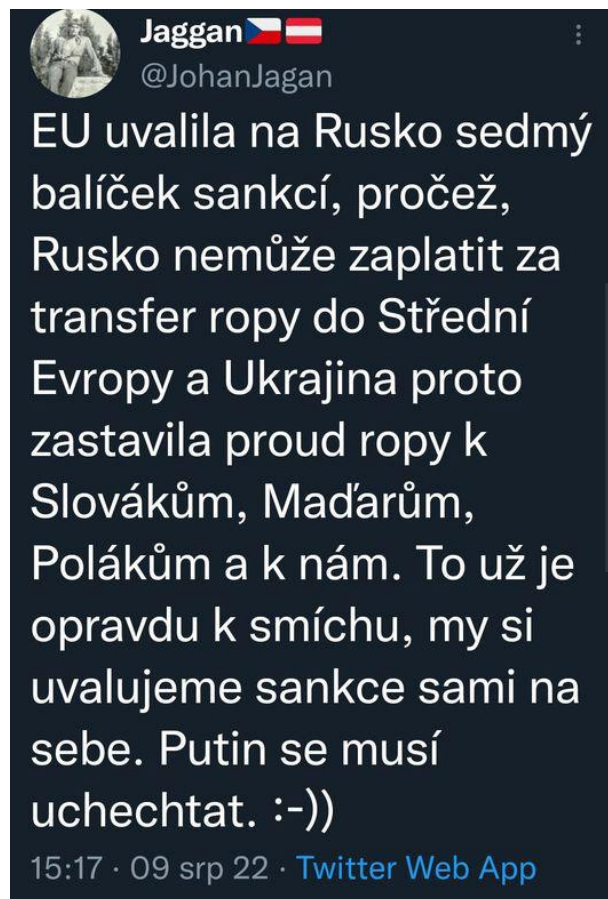 Jaggan🇨🇿🇦🇹
@JohanJagan
EU uvalila na Rusko sedmý
balíček sankcí, pročež,
Rusko nemůže zaplatit za
transfer ropy do Střední
Evropy a Ukrajina proto
zastavila proud ropy k
Slovákům, Maďarům,
Polákům a k nám. To už je
opravdu k smíchu, my si
uvalujeme sankce sami na
sebe. Putin se musí
uchechtat. :-))
15:17 · 09 srp 22 · Twitter Web App